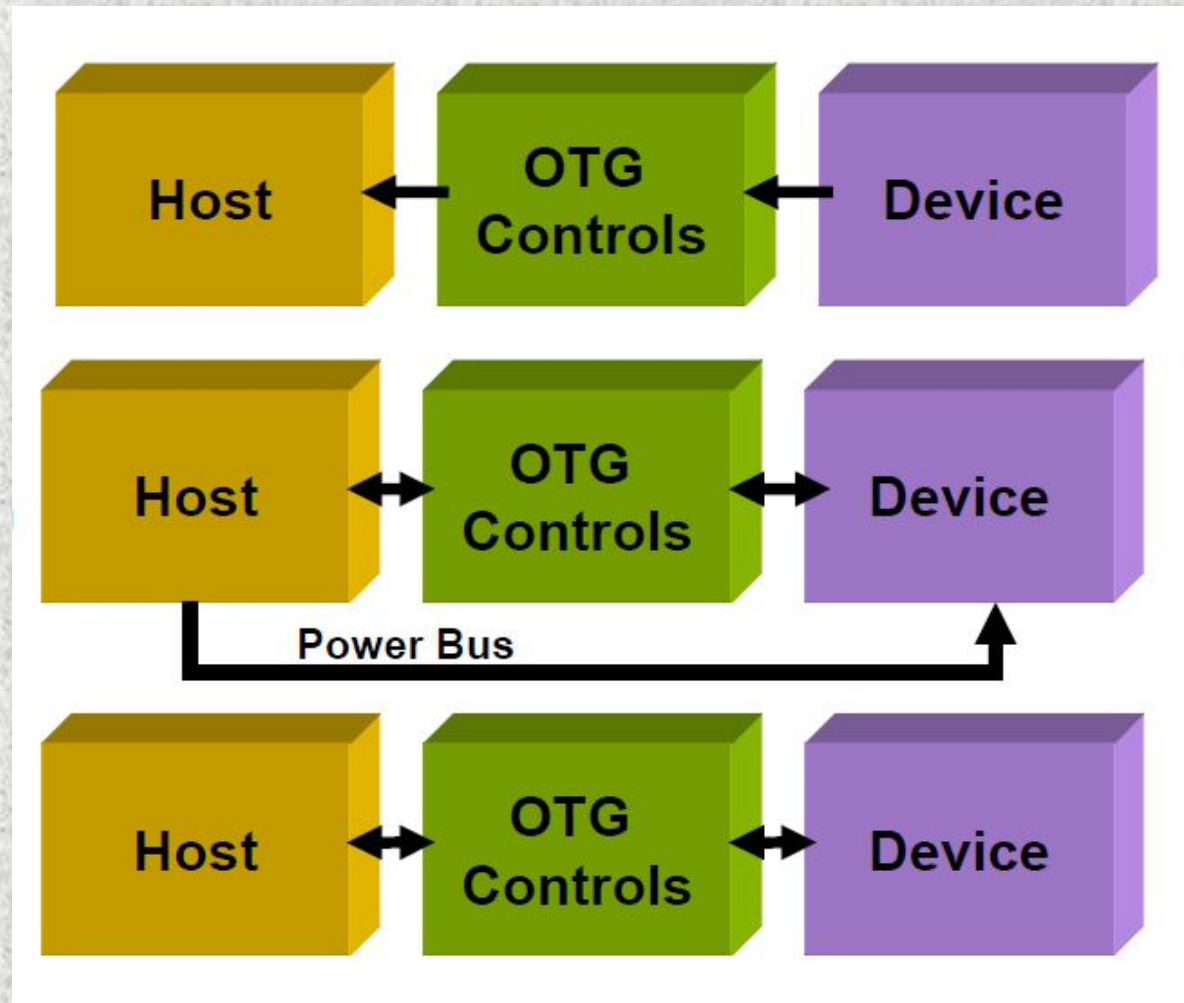 Host
OTG
Controls
Device
Host
OTG
Controls
Device
Power Bus
Host
OTG
Controls
Device